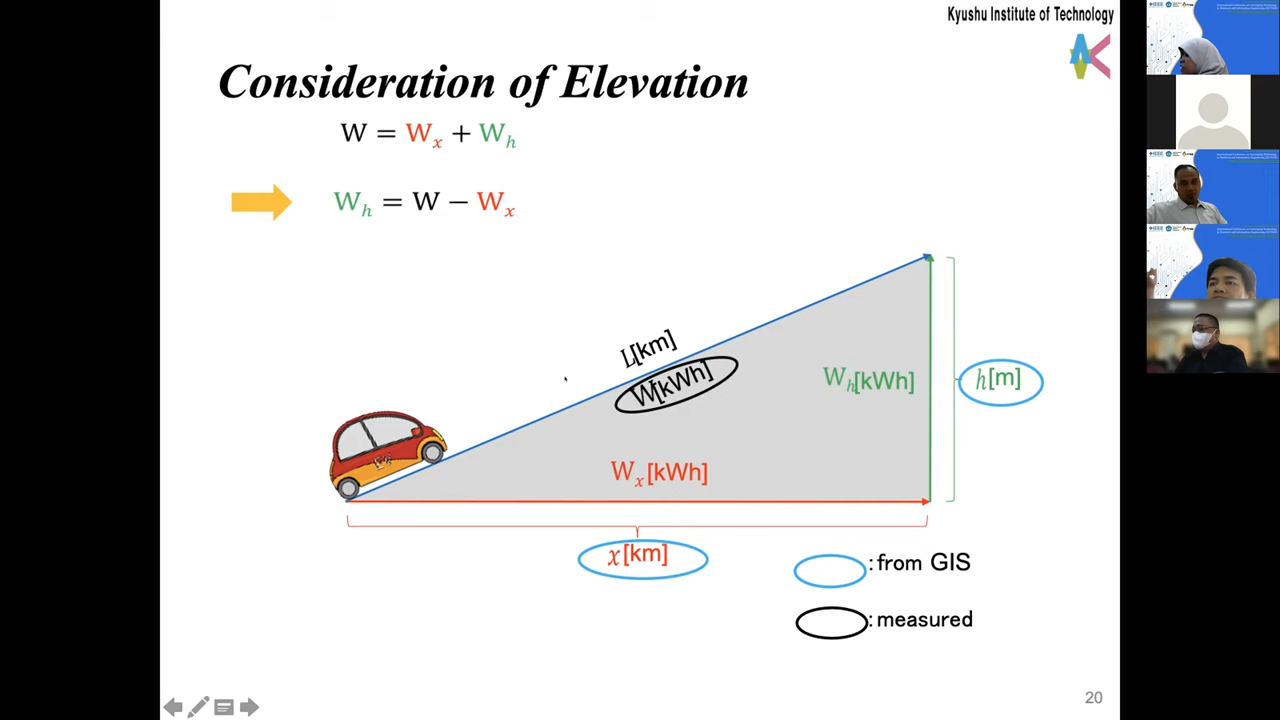 Kyushu Institute of Technology
Consideration of Elevation
W = Wₓ + Wₕ
Wₕ = W − Wₓ
L[km]
W[kWh]
Wₕ[kWh]
h[m]
Wₓ[kWh]
x[km]
:from GIS
:measured
20